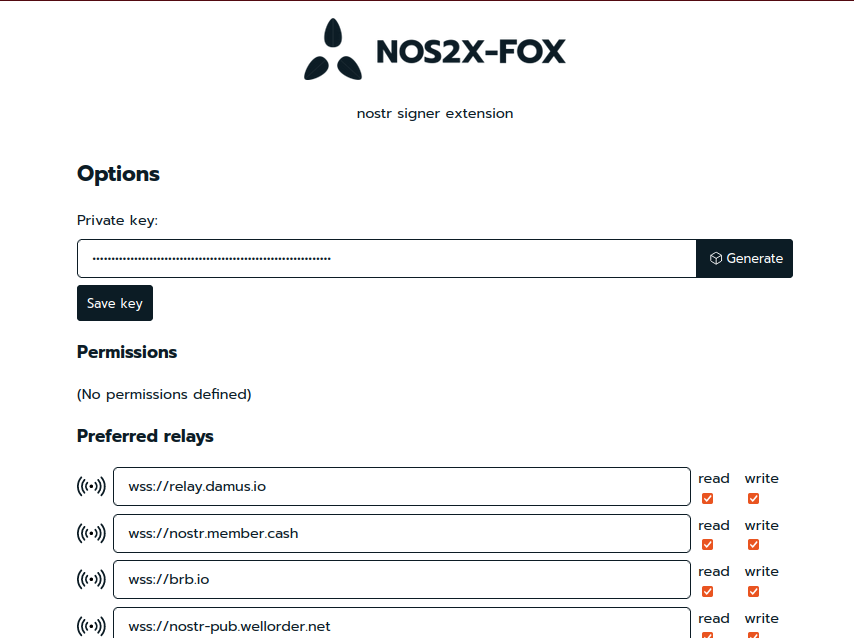 NOS2X-FOX
nostr signer extension
Options
Private key:
Generate
Save key
Permissions
(No permissions defined)
Preferred relays
wss://relay.damus.io read write
wss://nostr.member.cash read write
wss://brb.io read write
wss://nostr-pub.wellorder.net read write